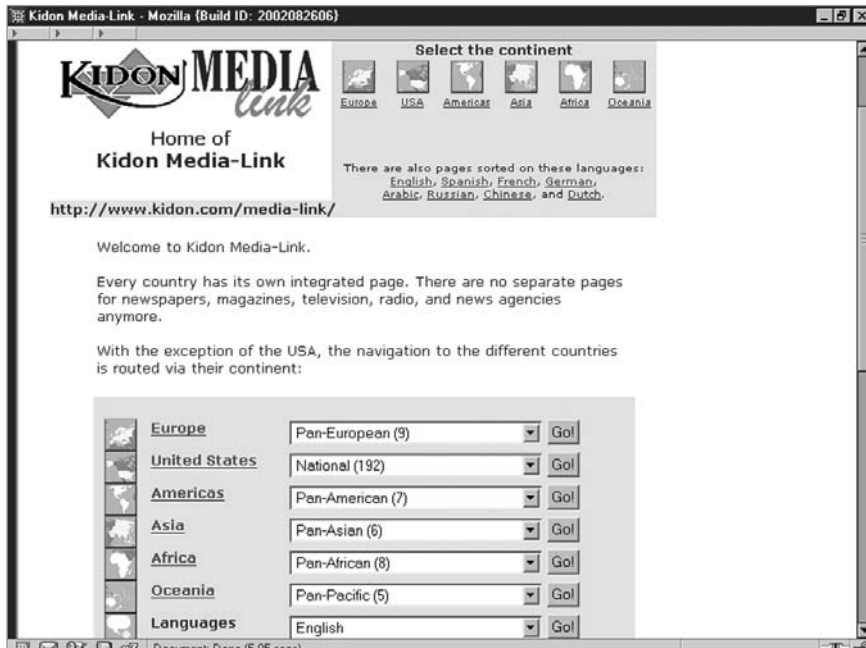 Kidon Media-Link - Mozilla {Build ID: 2002082606}
KIDON MEDIA
link
Home of
Kidon Media-Link
http://www.kidon.com/media-link/
Select the continent
Europe USA Americas Asia Africa Oceania
There are also pages sorted on these languages:
English, Spanish, French, German,
Arabic, Russian, Chinese, and Dutch.
Welcome to Kidon Media-Link.
Every country has its own integrated page. There are no separate pages
for newspapers, magazines, television, radio, and news agencies
anymore.
With the exception of the USA, the navigation to the different countries
is routed via their continent:
Europe Pan-European (9) Go!
United States National (192) Go!
Americas Pan-American (7) Go!
Asia Pan-Asian (6) Go!
Africa Pan-African (8) Go!
Oceania Pan-Pacific (5) Go!
Languages English Go!